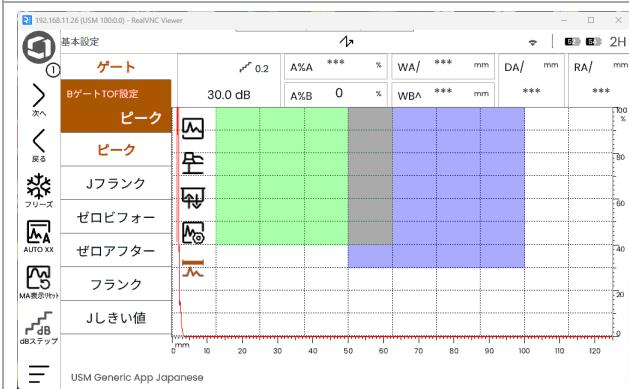 192.168.11.26 (USM 100:0.0) - RealVNC Viewer
基本設定
2H
1
ゲート
0.2
A%A *** %
WA/ *** mm
DA/ mm
RA/ mm
BゲートTOF設定
ピーク
30.0 dB
A%B 0 %
WB^ *** mm
***
***
次へ
戻る
フリーズ
AUTO XX
MA表示リセット
dB
dBステップ
ピーク
Jフランク
ゼロビフォー
ぜロアフター
フランク
Jしきい値
100
%
80
60
40
20
0
mm
0 10 20 30 40 50 60 70 80 90 100 110 120
USM Generic App Japanese